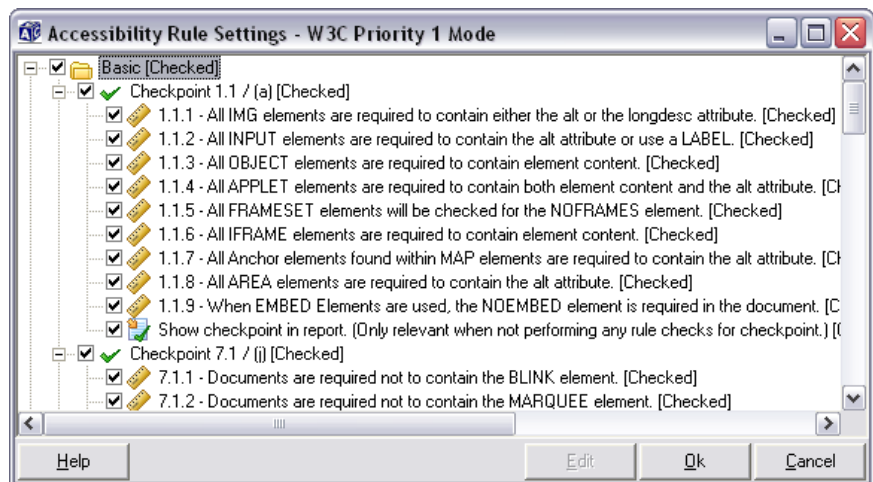 Accessibility Rule Settings - W3C Priority 1 Mode
Basic [Checked]
Checkpoint 1.1 / (a) [Checked]
1.1.1 - All IMG elements are required to contain either the alt or the longdesc attribute. [Checked]
1.1.2 - All INPUT elements are required to contain the alt attribute or use a LABEL. [Checked]
1.1.3 - All OBJECT elements are required to contain element content. [Checked]
1.1.4 - All APPLET elements are required to contain both element content and the alt attribute. [Ch
1.1.5 - All FRAMESET elements will be checked for the NOFRAMES element. [Checked]
1.1.6 - All IFRAME elements are required to contain element content. [Checked]
1.1.7 - All Anchor elements found within MAP elements are required to contain the alt attribute. [Ch
1.1.8 - All AREA elements are required to contain the alt attribute. [Checked]
1.1.9 - When EMBED Elements are used, the NOEMBED element is required in the document. [C
Show checkpoint in report. (Only relevant when not performing any rule checks for checkpoint.) [
Checkpoint 7.1 / (j) [Checked]
7.1.1 - Documents are required not to contain the BLINK element. [Checked]
7.1.2 - Documents are required not to contain the MARQUEE element. [Checked]
Help Edit Ok Cancel